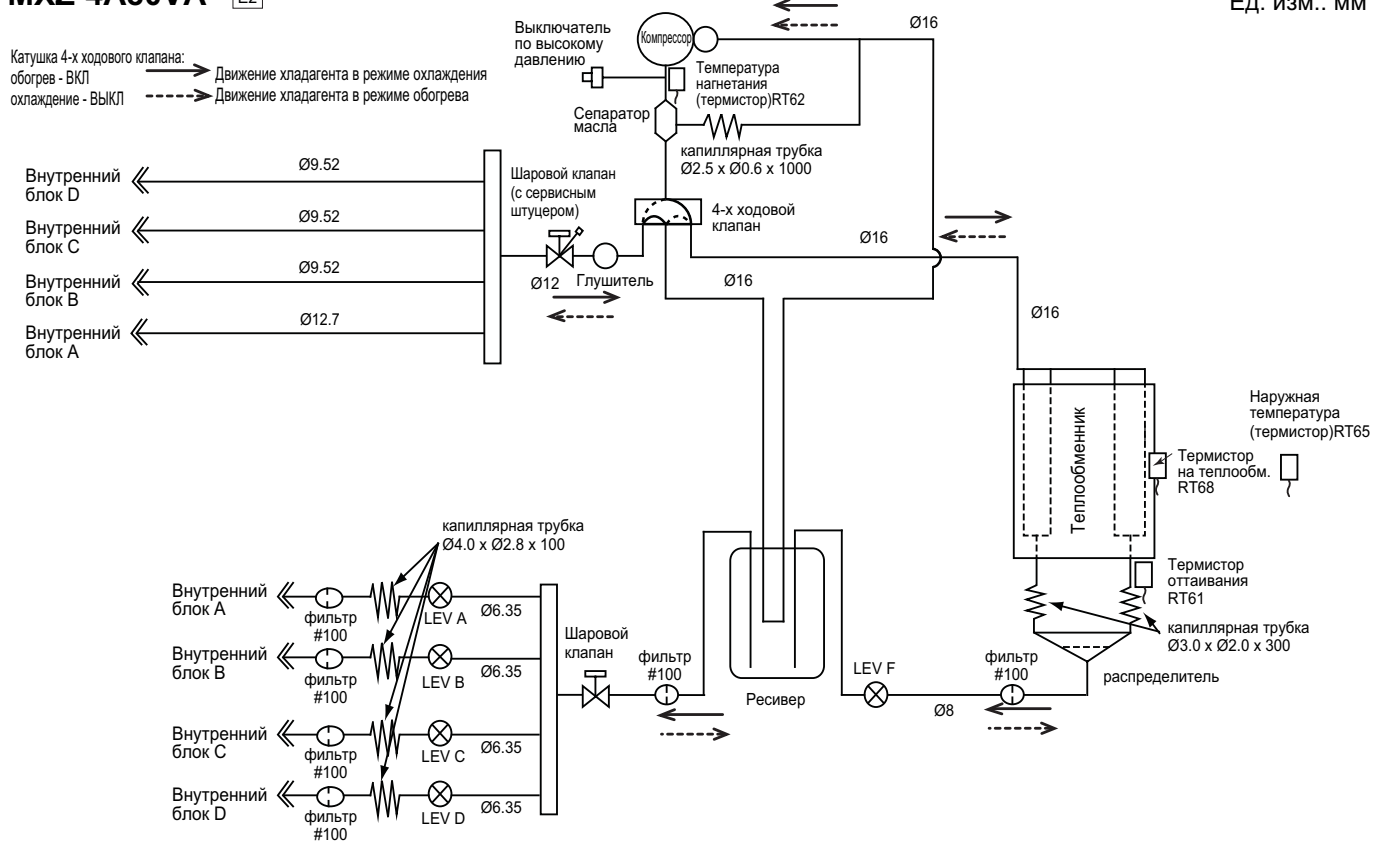 MXZ-4A80VA E2
Ед. изм.: мм
Катушка 4-х ходового клапана:
обогрев - ВКЛ
охлаждение - ВЫКЛ
Движение хладагента в режиме охлаждения
Движение хладагента в режиме обогрева
Выключатель
по высокому
давлению
Компрессор
Ø16
Температура
нагнетания
(термистор)RT62
Сепаратор
масла
капиллярная трубка
Ø2.5 x Ø0.6 x 1000
Внутренний
блок D
Ø9.52
Внутренний
блок C
Ø9.52
Внутренний
блок B
Ø9.52
Внутренний
блок A
Ø12.7
Шаровой клапан
(с сервисным
штуцером)
4-х ходовой
клапан
Ø12
Глушитель
Ø16
Ø16
Ø16
Теплообменник
Наружная
температура
(термистор)RT65
Термистор
на теплообм.
RT68
Термистор
оттаивания
RT61
капиллярная трубка
Ø3.0 x Ø2.0 x 300
распределитель
капиллярная трубка
Ø4.0 x Ø2.8 x 100
Внутренний
блок A
фильтр
#100
LEV A
Ø6.35
Внутренний
блок B
фильтр
#100
LEV B
Ø6.35
Внутренний
блок C
фильтр
#100
LEV C
Ø6.35
Внутренний
блок D
фильтр
#100
LEV D
Ø6.35
Шаровой
клапан
фильтр
#100
Ресивер
LEV F
Ø8
фильтр
#100